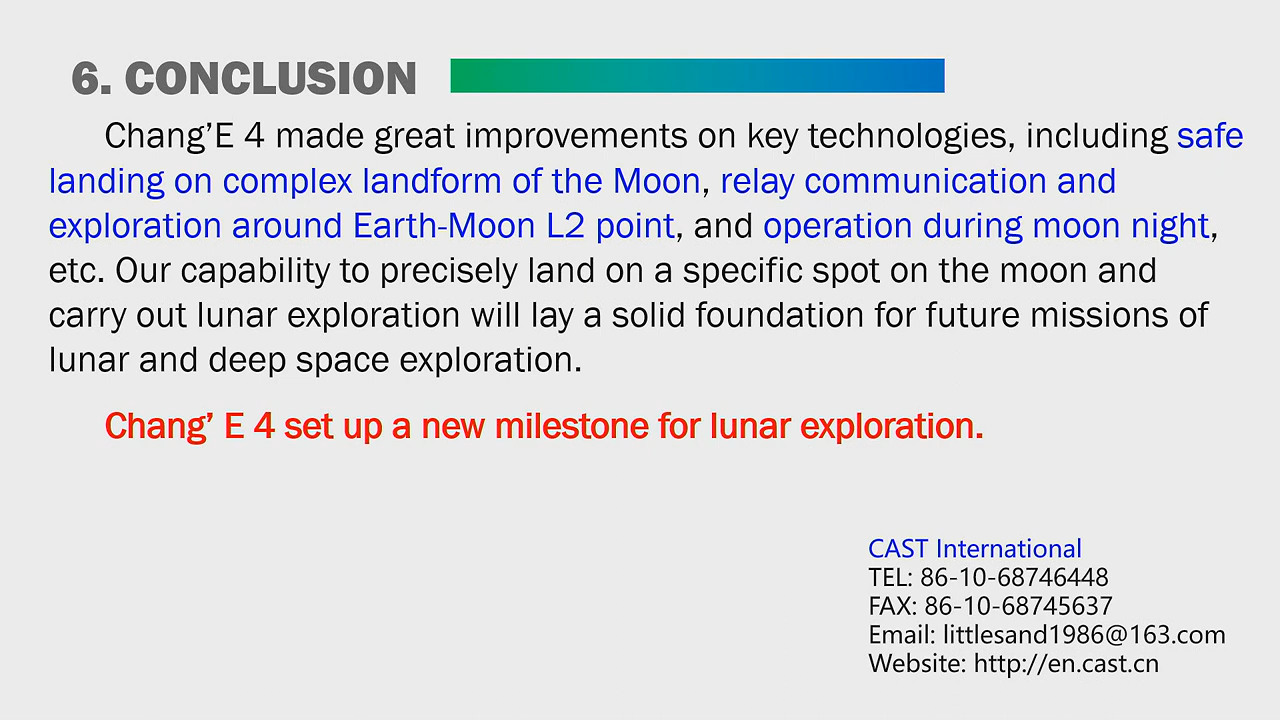 6. CONCLUSION
Chang’E 4 made great improvements on key technologies, including safe
landing on complex landform of the Moon, relay communication and
exploration around Earth-Moon L2 point, and operation during moon night,
etc. Our capability to precisely land on a specific spot on the moon and
carry out lunar exploration will lay a solid foundation for future missions of
lunar and deep space exploration.
Chang’ E 4 set up a new milestone for lunar exploration.
CAST International
TEL: 86-10-68746448
FAX: 86-10-68745637
Email: littlesand1986@163.com
Website: http://en.cast.cn